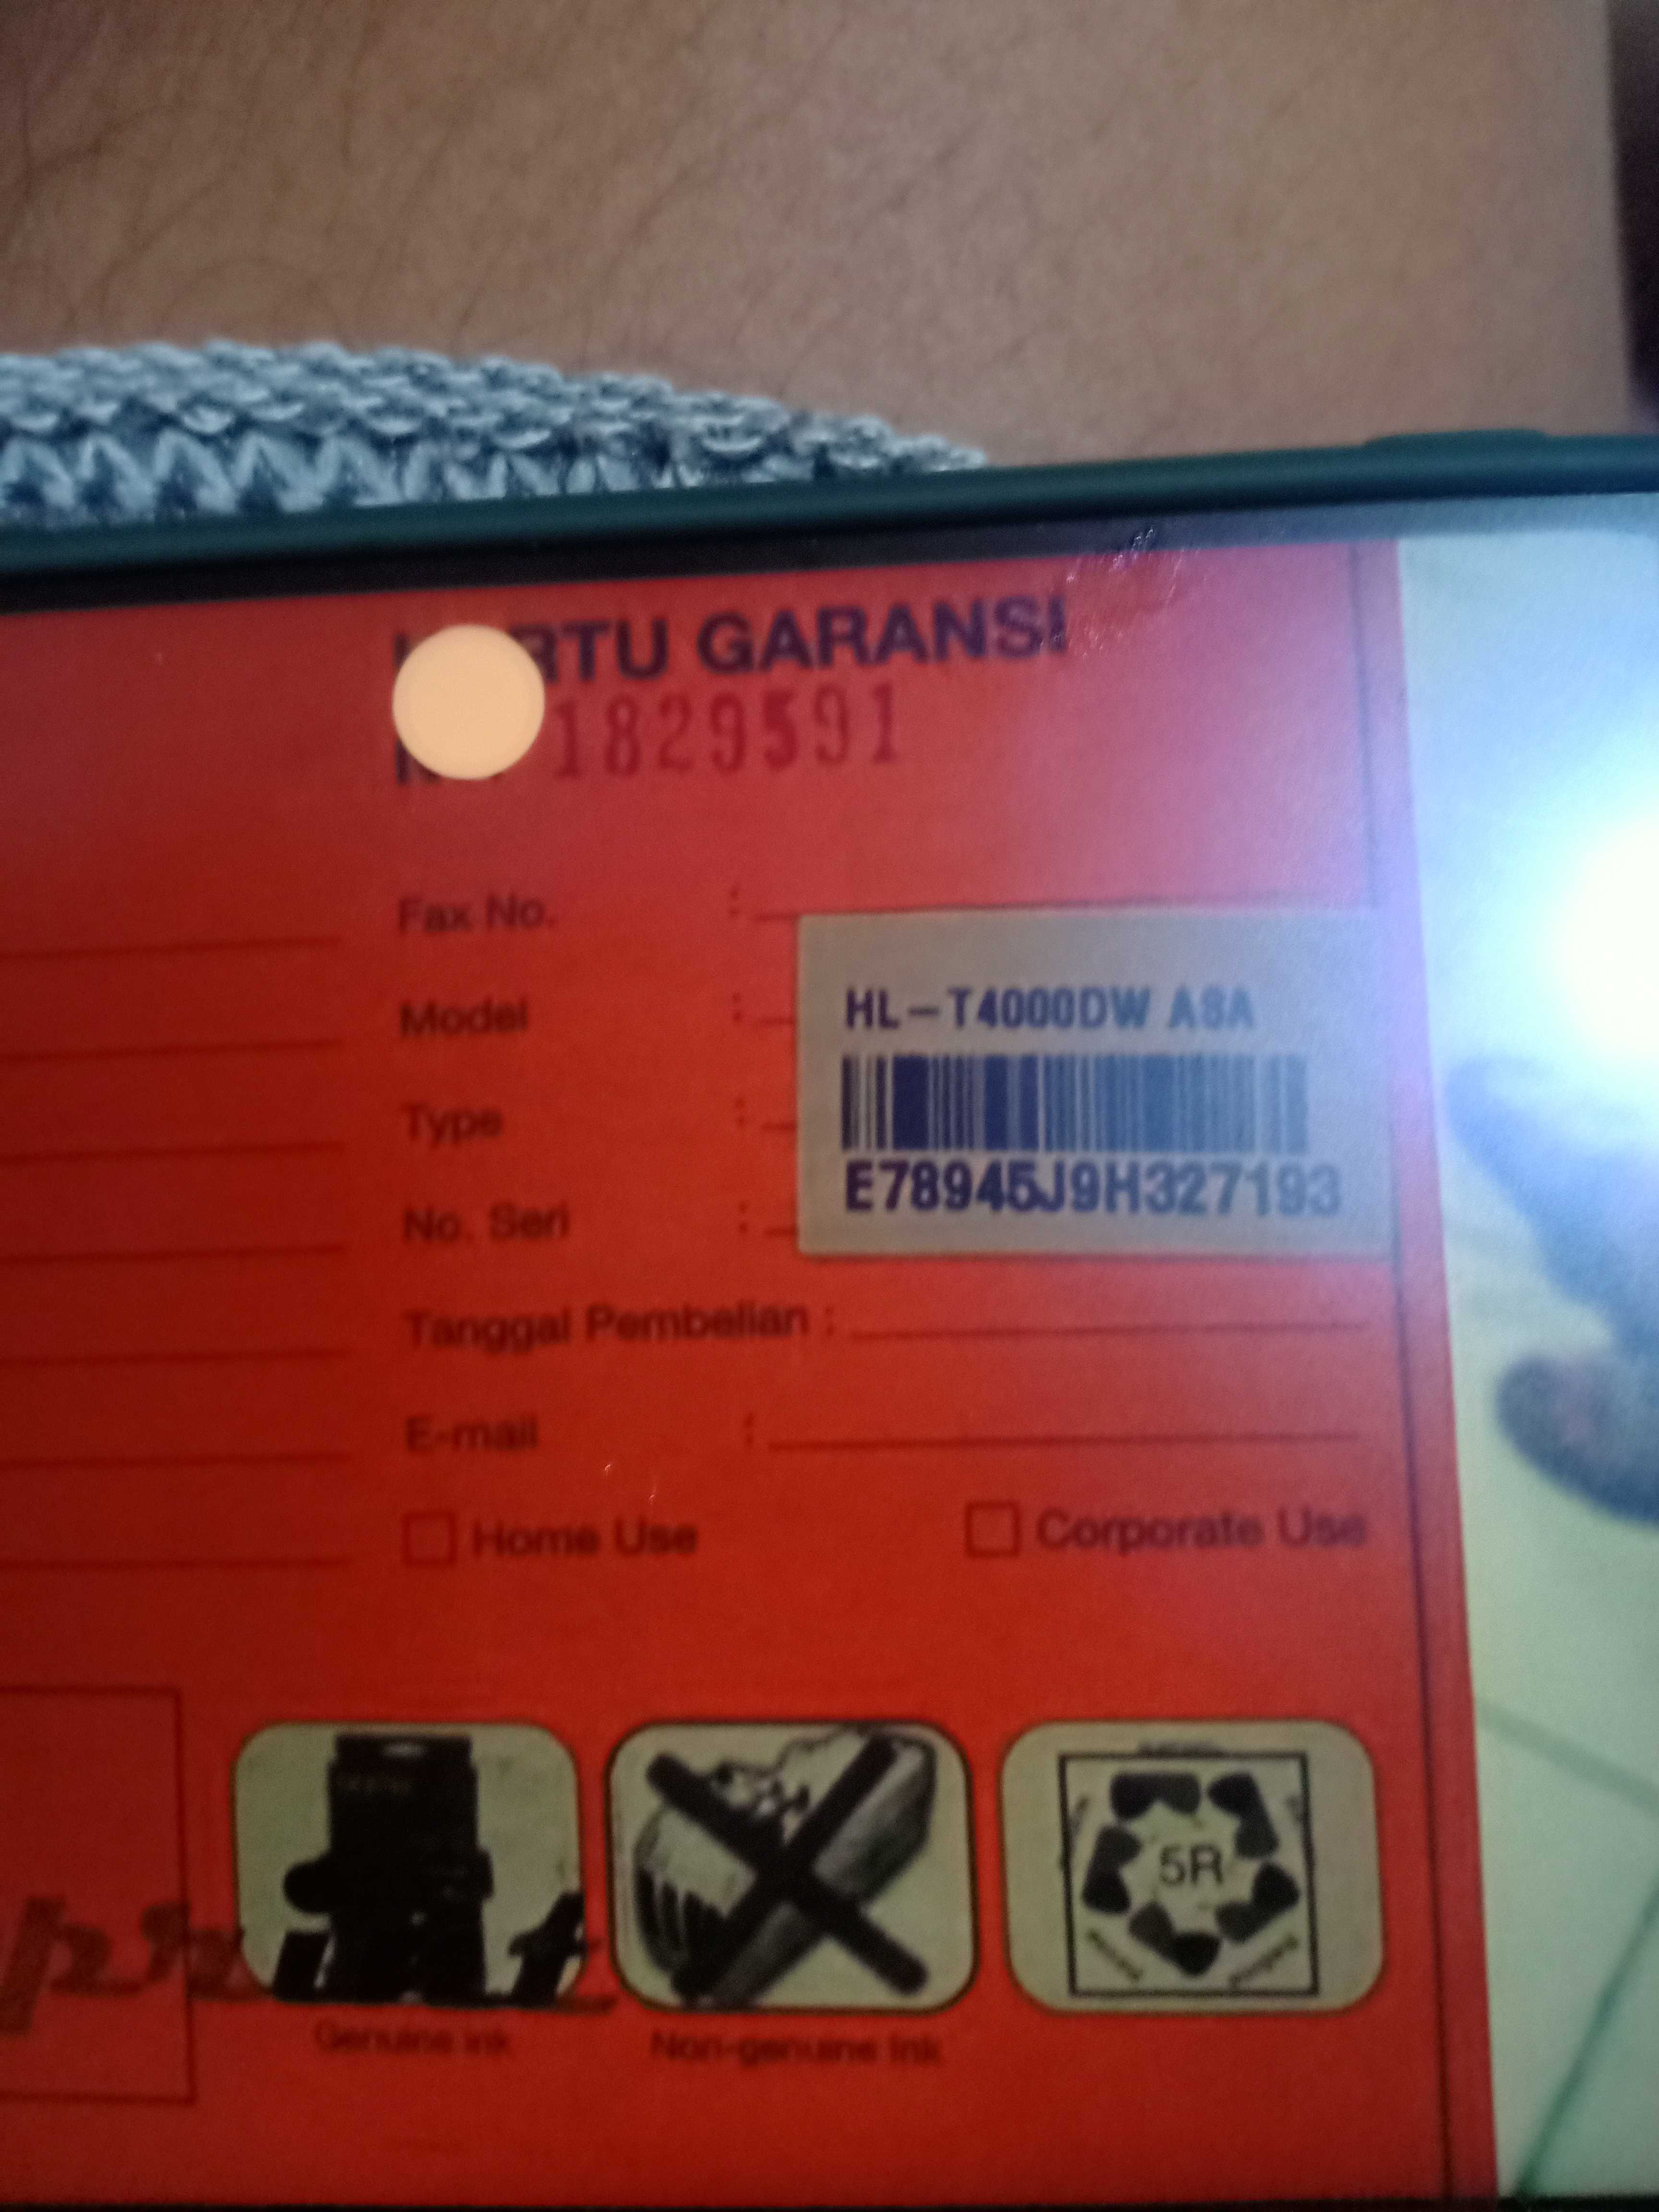 KARTU GARANSI
1829591
Fax No. :
HL-T4000DW ASA
Model :
Type :
E78945J9H327193
No. Seri :
Tanggal Pembelian :
E-mail :
Home Use
Corporate Use
5R
Genuine Ink
Non-genuine Ink